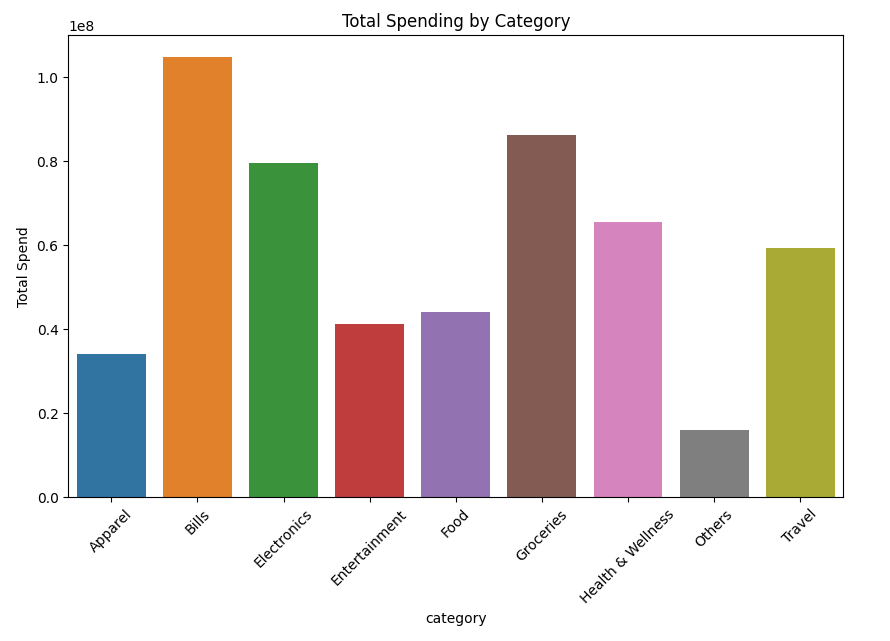 Total Spending by Category
1e8
Total Spend
1.0
0.8
0.6
0.4
0.2
0.0
Apparel
Bills
Electronics
Entertainment
Food
Groceries
Health & Wellness
Others
Travel
category